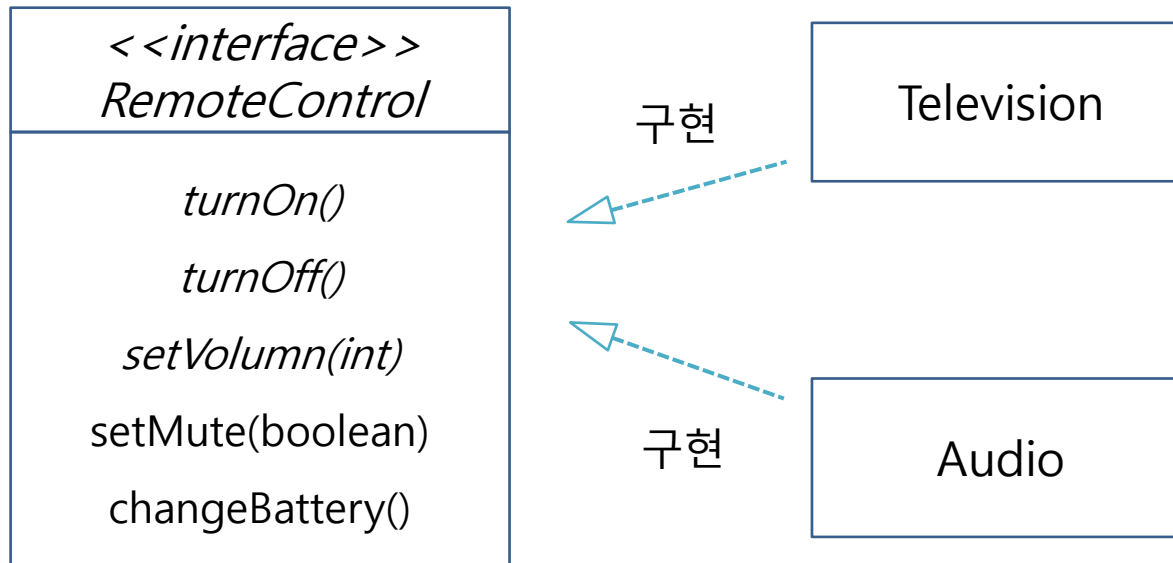 <<interface>>
RemoteControl
turnOn()
turnOff()
setVolumn(int)
setMute(boolean)
changeBattery()
구현
Television
구현
Audio